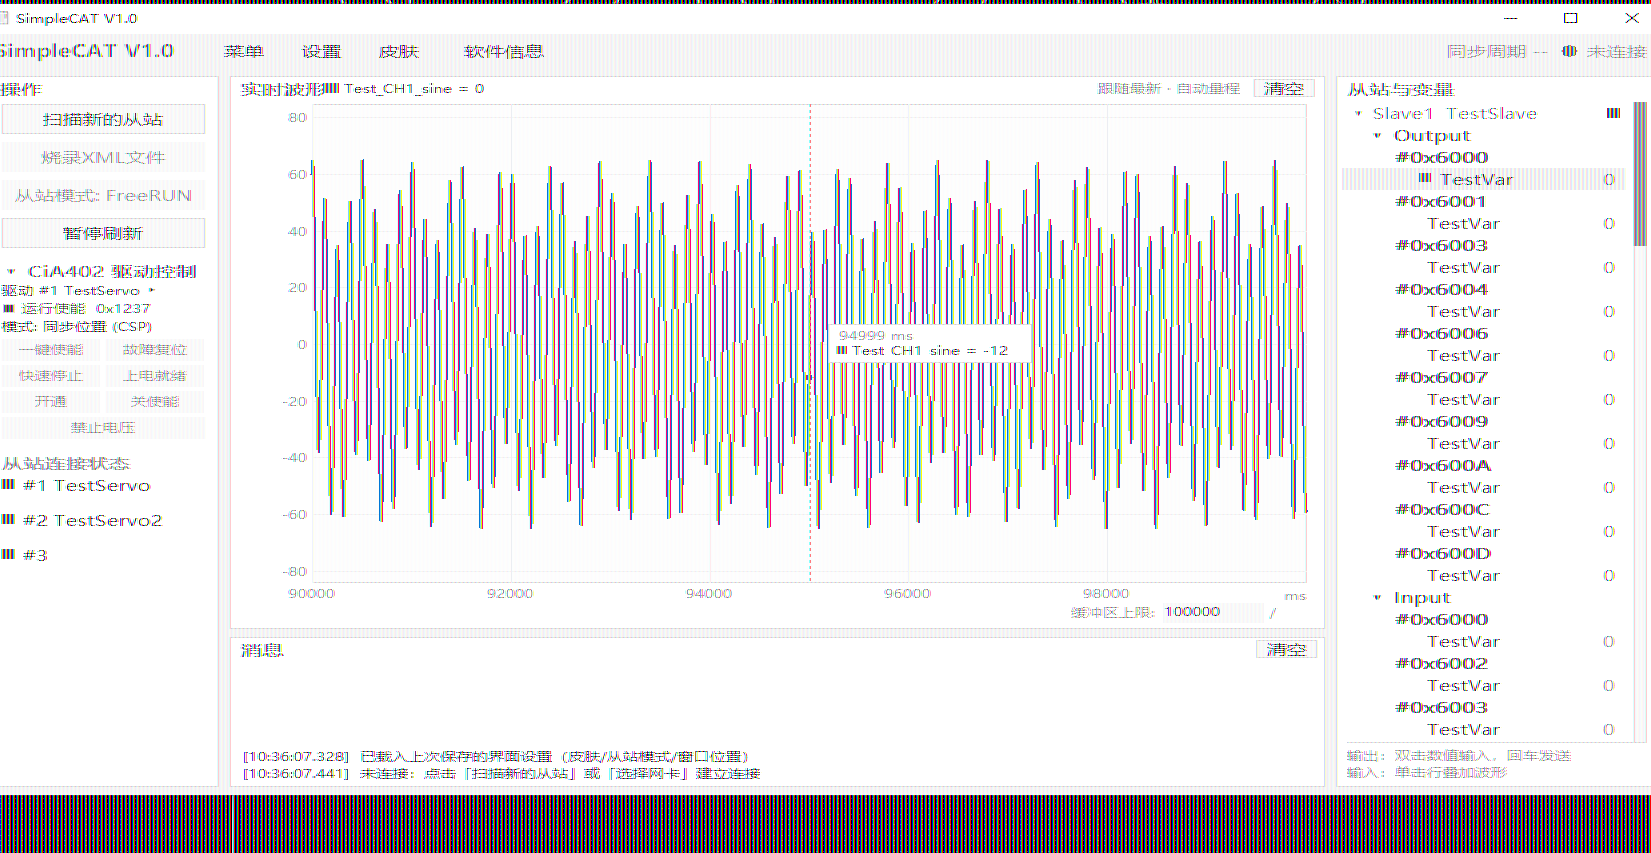 SimpleCAT V1.0
SimpleCAT V1.0 菜单 设置 皮肤 软件信息 同步周期 -- 未连接
操作
扫描新的从站
烧录XML文件
从站模式: FreeRUN
暂停刷新
CiA402 驱动控制
驱动 #1 TestServo
运行使能 0x1237
模式: 同步位置 (CSP)
一键使能 故障复位
快速停止 上电就绪
开通 关使能
禁止电压
从站连接状态
#1 TestServo
#2 TestServo2
#3
实时波形 Test_CH1_sine = 0 跟随最新 · 自动量程 清空
80
60
40
20
0
-20
-40
-60
-80
94999 ms
Test_CH1_sine = -12
90000 92000 94000 96000 98000 ms
缓冲区上限: 100000 /
消息 清空
[10:36:07.328] 已载入上次保存的界面设置 (皮肤/从站模式/窗口位置)
[10:36:07.441] 未连接: 点击「扫描新的从站」或「选择网卡」建立连接
从站与变量
Slave1 TestSlave
Output
#0x6000
TestVar 0
#0x6001
TestVar 0
#0x6003
TestVar 0
#0x6004
TestVar 0
#0x6006
TestVar 0
#0x6007
TestVar 0
#0x6009
TestVar 0
#0x600A
TestVar 0
#0x600C
TestVar 0
#0x600D
TestVar 0
Input
#0x6000
TestVar 0
#0x6002
TestVar 0
#0x6003
TestVar 0
输出: 双击数值输入, 回车发送
输入: 单击行叠加波形